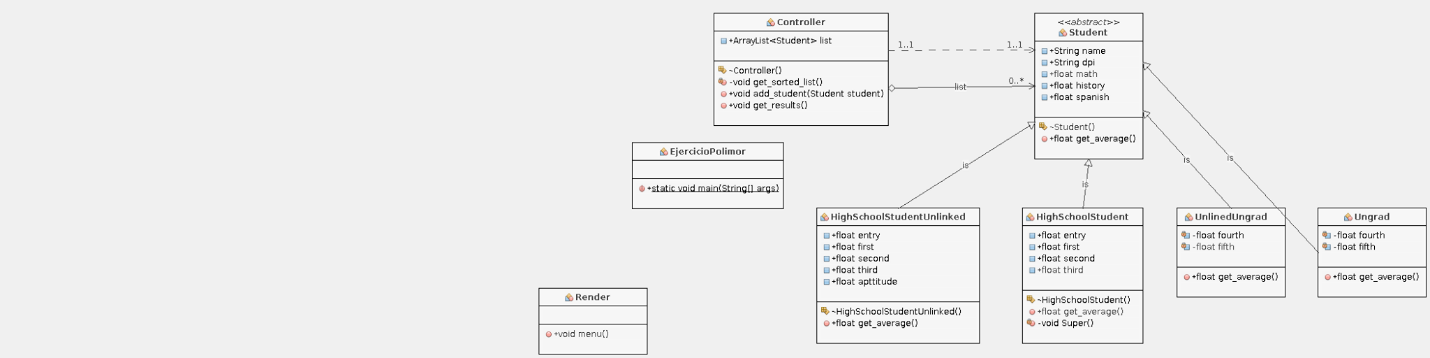 Controller
+ArrayList<Student> list
~Controller()
-void get_sorted_list()
+void add_student(Student student)
+void get_results()
1..1
1..1
list
0..*
<<abstract>>
Student
+String name
+String dpi
+float math
+float history
+float spanish
~Student()
+float get_average()
EjercicioPolimor
+static void main(String[] args)
is
is
is
is
HighSchoolStudentUnlinked
+float entry
+float first
+float second
+float third
+float apttitude
~HighSchoolStudentUnlinked()
+float get_average()
HighSchoolStudent
+float entry
+float first
+float second
+float third
~HighSchoolStudent()
+float get_average()
-void Super()
UnlinedUngrad
-float fourth
-float fifth
+float get_average()
Ungrad
-float fourth
-float fifth
+float get_average()
Render
+void menu()